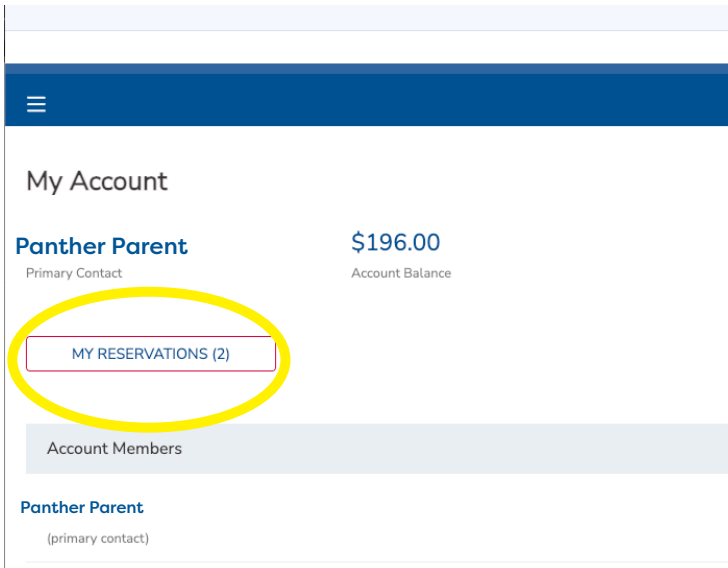 My Account
Panther Parent
$196.00
Primary Contact
Account Balance
MY RESERVATIONS (2)
Account Members
Panther Parent
(primary contact)